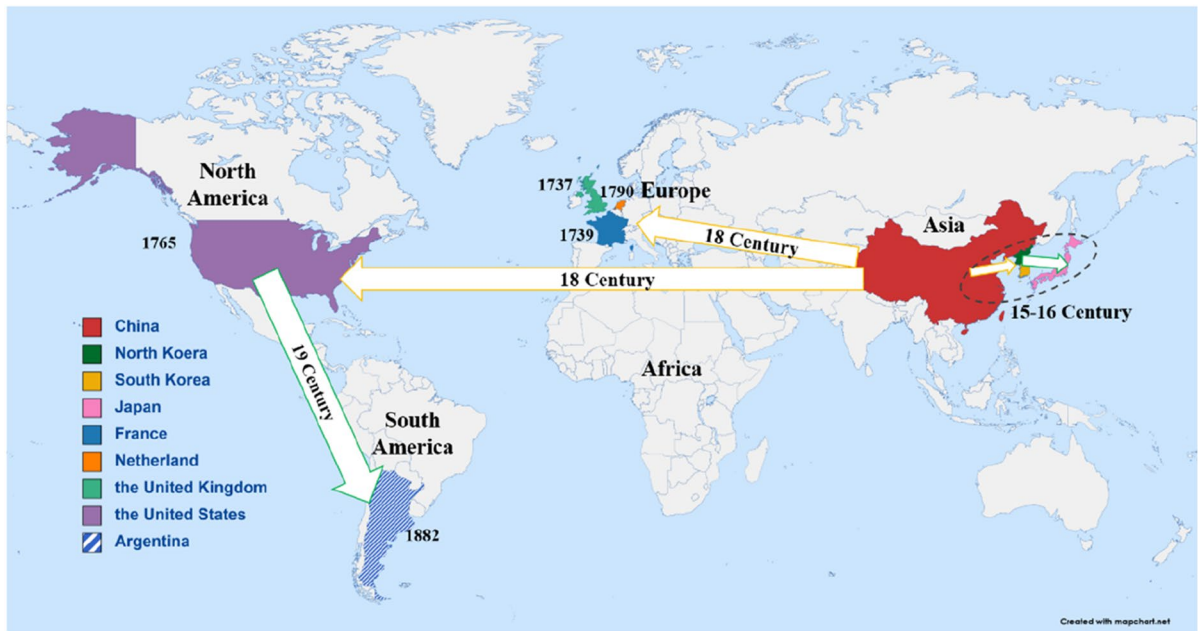 North
America
1737
1790
Europe
1765
1739
18 Century
Asia
18 Century
15-16 Century
China
North Koera
South Korea
Japan
France
Netherland
the United Kingdom
the United States
Argentina
19 Century
Africa
South
America
1882
Created with mapchart.net